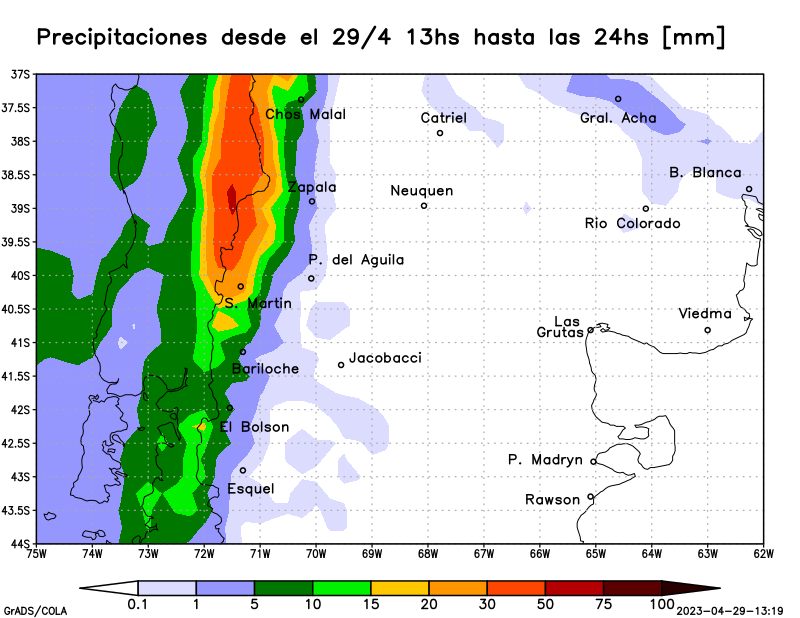 Precipitaciones desde el 29/4 13hs hasta las 24hs [mm]
37S
37.5S
38S
38.5S
39S
39.5S
40S
40.5S
41S
41.5S
42S
42.5S
43S
43.5S
44S
Chos Malal
Catriel
Gral. Acha
B. Blanca
Zapala
Neuquen
Rio Colorado
P. del Aguila
S. Martin
Las
Grutas
Viedma
Bariloche
Jacobacci
El Bolson
P. Madryn
Esquel
Rawson
75W 74W 73W 72W 71W 70W 69W 68W 67W 66W 65W 64W 63W 62W
0.1 1 5 10 15 20 30 50 75 100
GrADS/COLA
2023-04-29-13:19